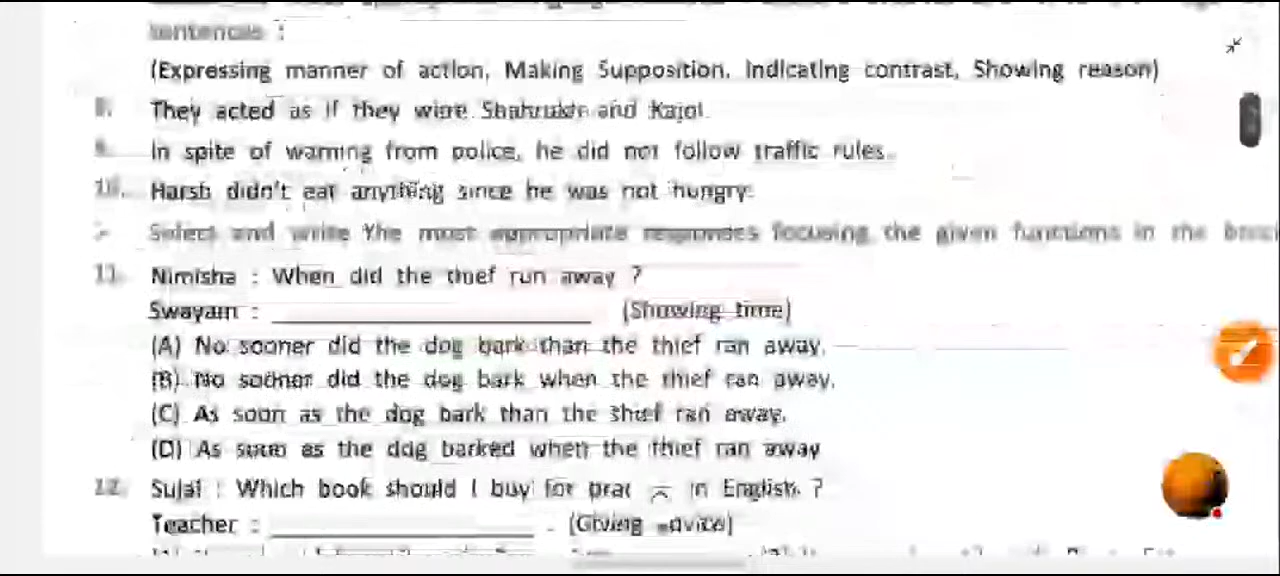 sentences :
(Expressing manner of action, Making Supposition, Indicating contrast, Showing reason)
8. They acted as if they were Shahrukh and Kajol.
9. In spite of warning from police, he did not follow traffic rules.
10. Harsh didn't eat anything since he was not hungry.
Select and write the most appropriate responses focusing the given functions in the
11. Nimisha : When did the thief run away ?
Swayam : (Showing time)
(A) No sooner did the dog bark than the thief ran away.
(B) No sooner did the dog bark when the thief ran away.
(C) As soon as the dog bark than the thief ran away.
(D) As soon as the dog barked when the thief ran away
12. Sujal : Which book should I buy for in English ?
Teacher : (Giving advice)